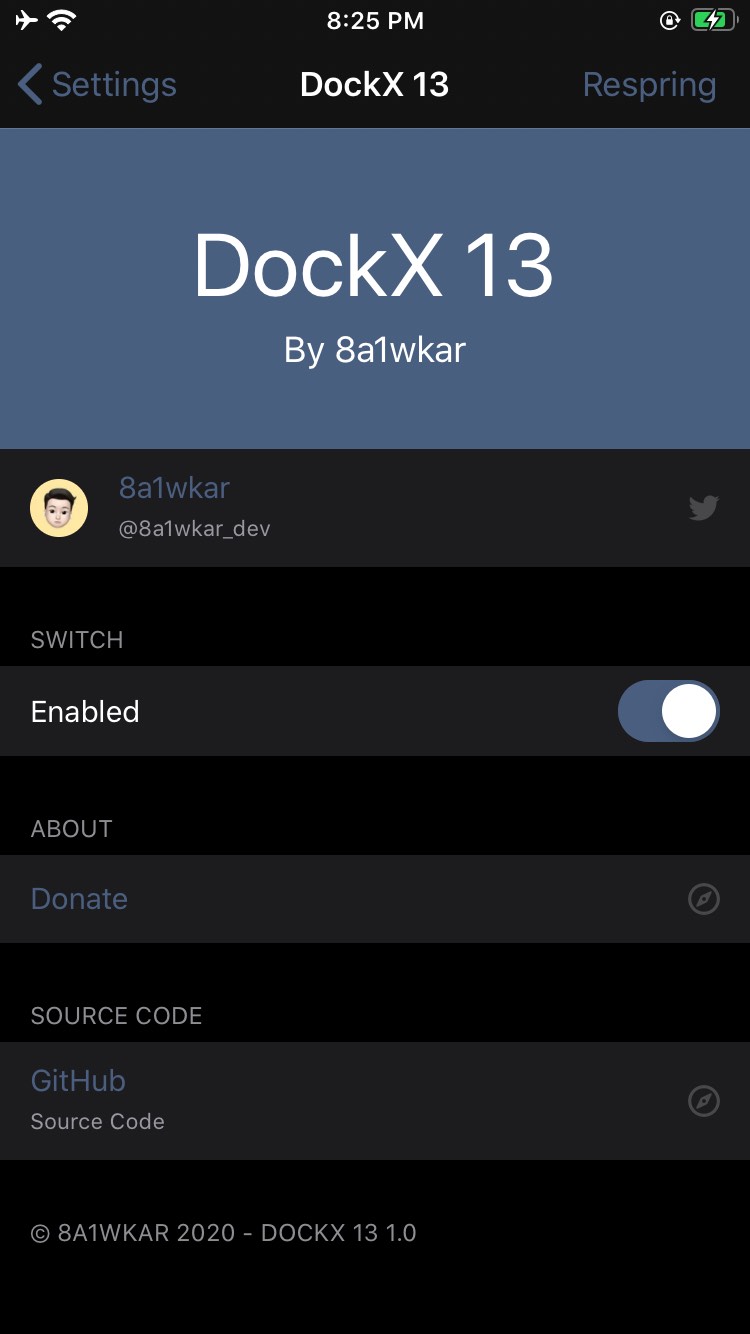 8:25 PM
Settings
DockX 13
Respring
DockX 13
By 8a1wkar
8a1wkar
@8a1wkar_dev
SWITCH
Enabled
ABOUT
Donate
SOURCE CODE
GitHub
Source Code
© 8A1WKAR 2020 - DOCKX 13 1.0